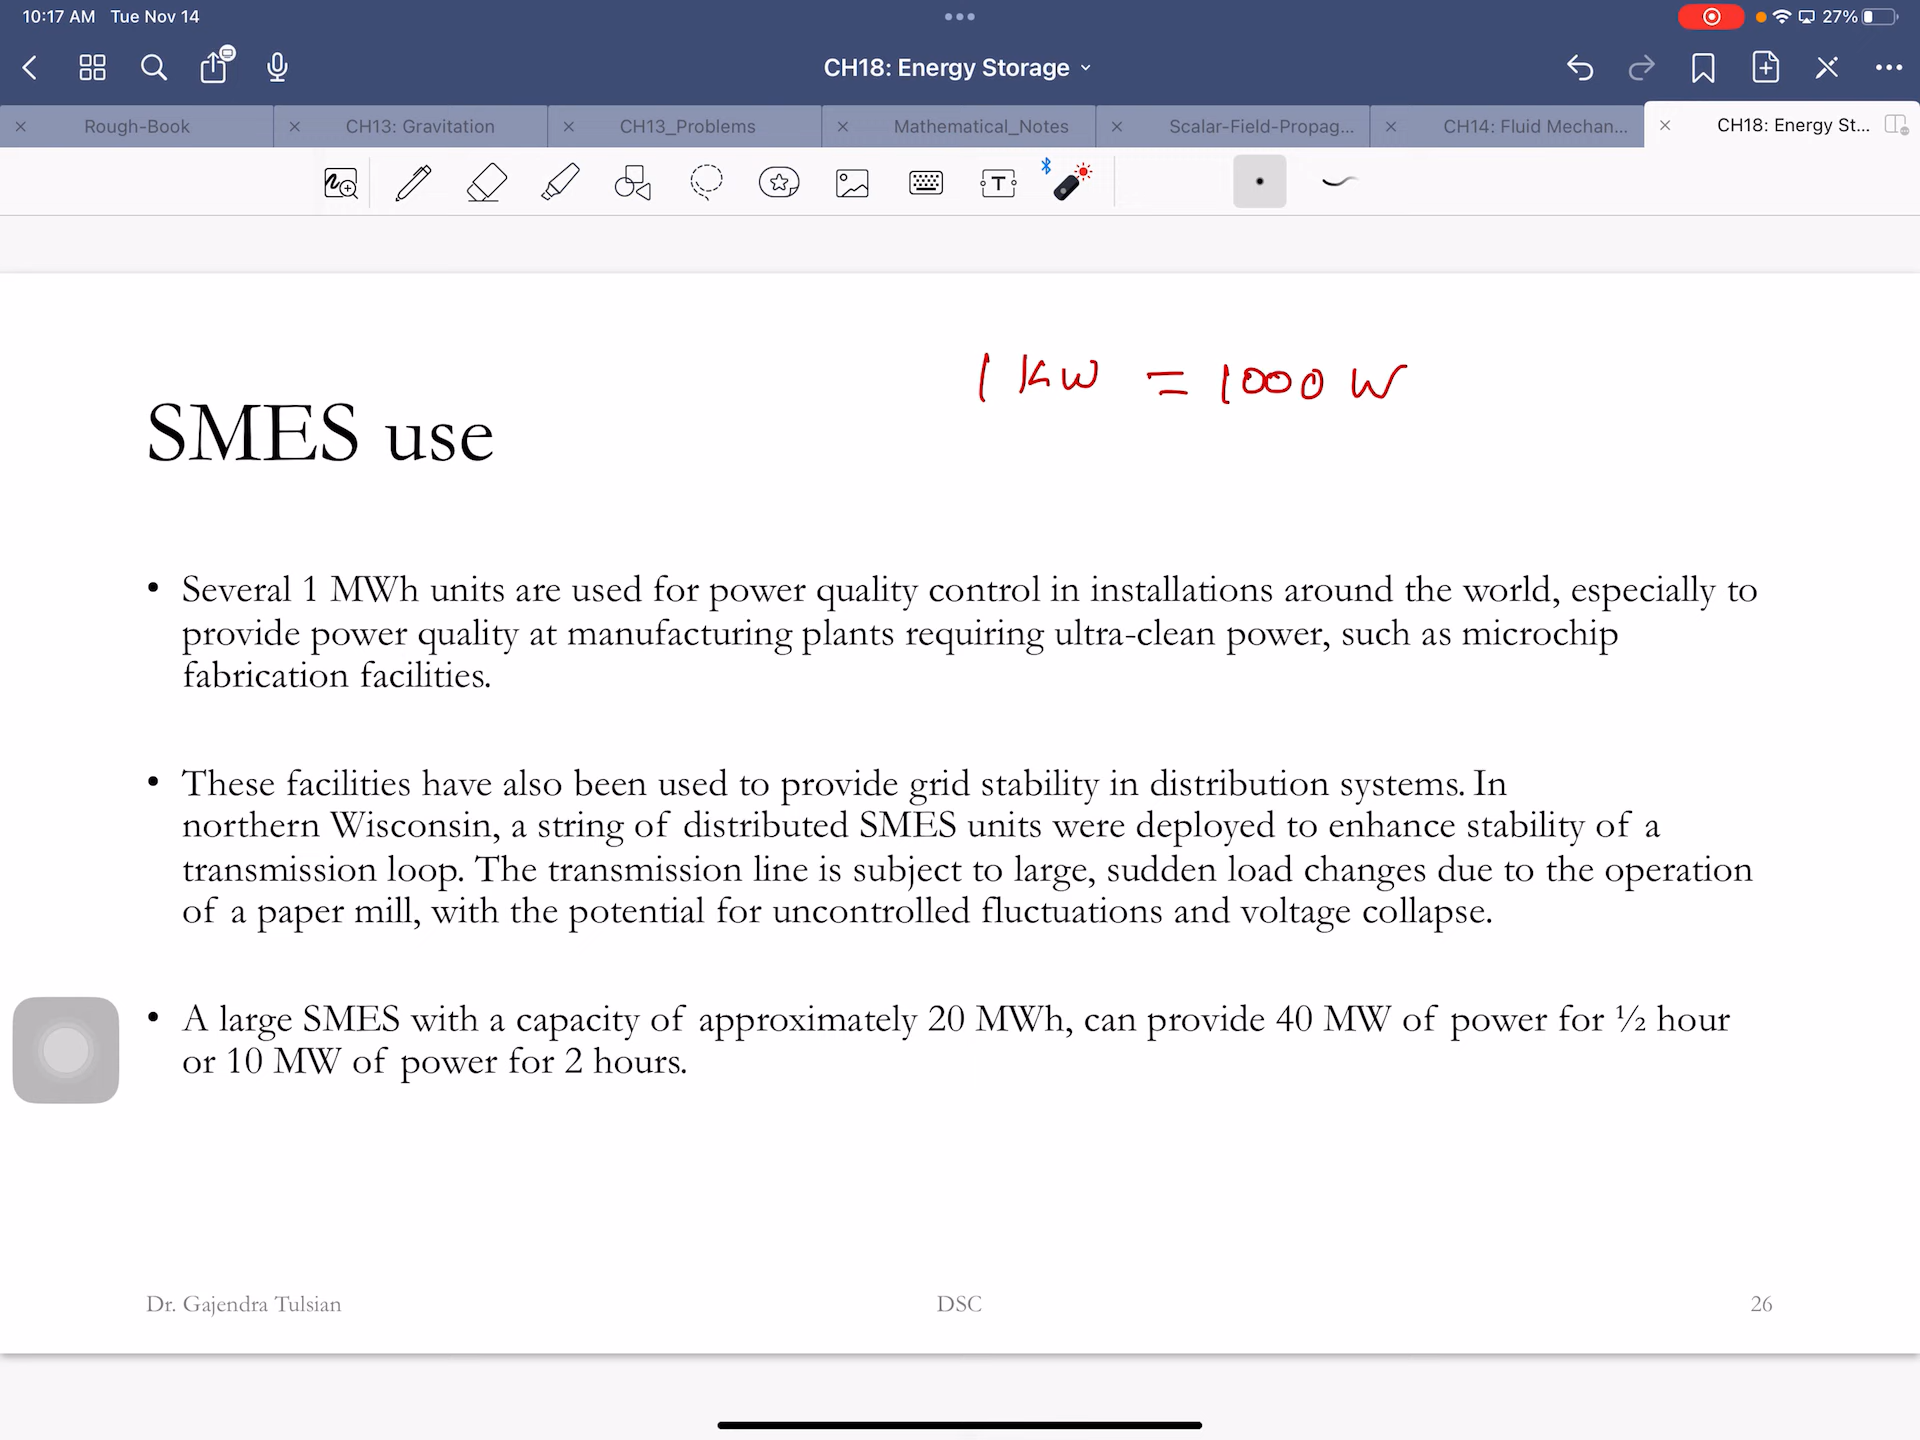 10:17 AM Tue Nov 14
27%
CH18: Energy Storage
Rough-Book
CH13: Gravitation
CH13_Problems
Mathematical_Notes
Scalar-Field-Propag...
CH14: Fluid Mechan...
CH18: Energy St...
T
1 KW = 1000 W
SMES use
• Several 1 MWh units are used for power quality control in installations around the world, especially to
provide power quality at manufacturing plants requiring ultra-clean power, such as microchip
fabrication facilities.
• These facilities have also been used to provide grid stability in distribution systems. In
northern Wisconsin, a string of distributed SMES units were deployed to enhance stability of a
transmission loop. The transmission line is subject to large, sudden load changes due to the operation
of a paper mill, with the potential for uncontrolled fluctuations and voltage collapse.
• A large SMES with a capacity of approximately 20 MWh, can provide 40 MW of power for ½ hour
or 10 MW of power for 2 hours.
Dr. Gajendra Tulsian
DSC
26